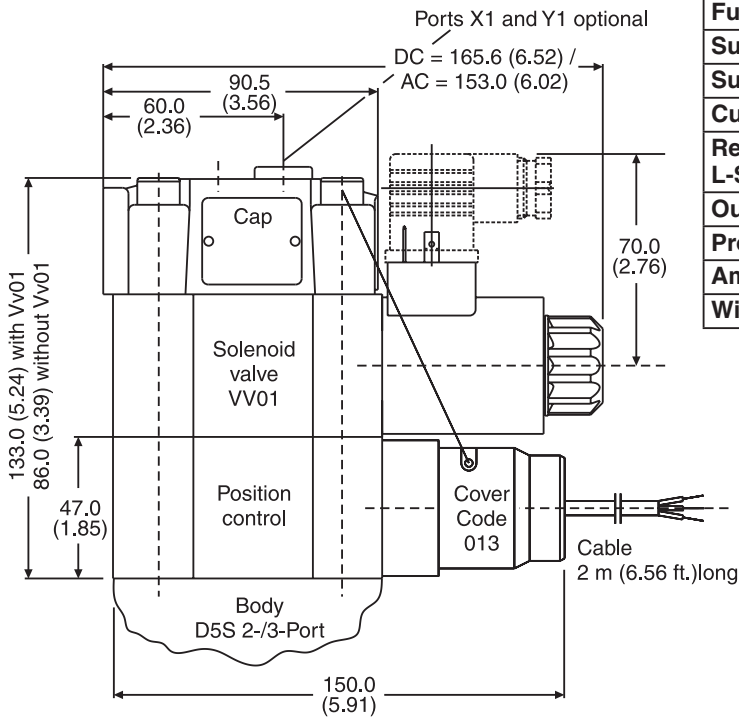 Ports X1 and Y1 optional
DC = 165.6 (6.52) /
AC = 153.0 (6.02)
90.5
(3.56)
60.0
(2.36)
Cap
70.0
(2.76)
133.0 (5.24) with Vv01
86.0 (3.39) without Vv01
Solenoid
valve
VV01
47.0
(1.85)
Position
control
Cover
Code
013
Cable
2 m (6.56 ft.)long
Body
D5S 2-/3-Port
150.0
(5.91)
Fu
Su
Su
Cu
Re
L-S
Ou
Pro
Wi